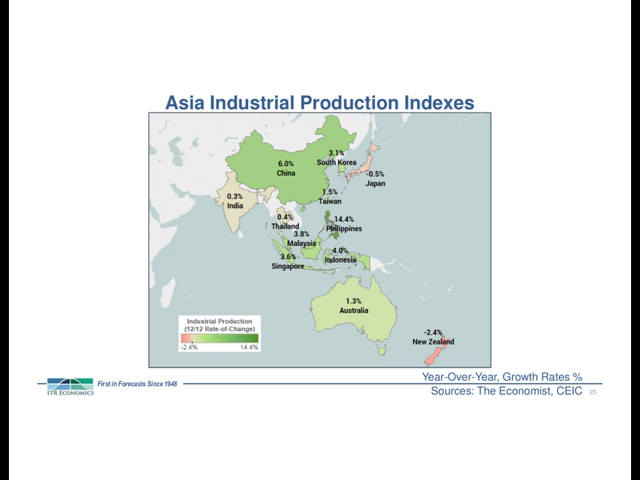 Asia Industrial Production Indexes
3.1%
South Korea
6.0%
China
-0.5%
Japan
0.3%
India
1.5%
Taiwan
0.4%
Thailand
14.4%
Philippines
3.8%
Malaysia
4.0%
Indonesia
3.6%
Singapore
1.3%
Australia
-2.4%
New Zealand
Industrial Production
(12/12 Rate-of-Change)
-2.4% 14.4%
Year-Over-Year, Growth Rates %
Sources: The Economist, CEIC
ITR ECONOMICS
First in Forecasts Since 1948
25